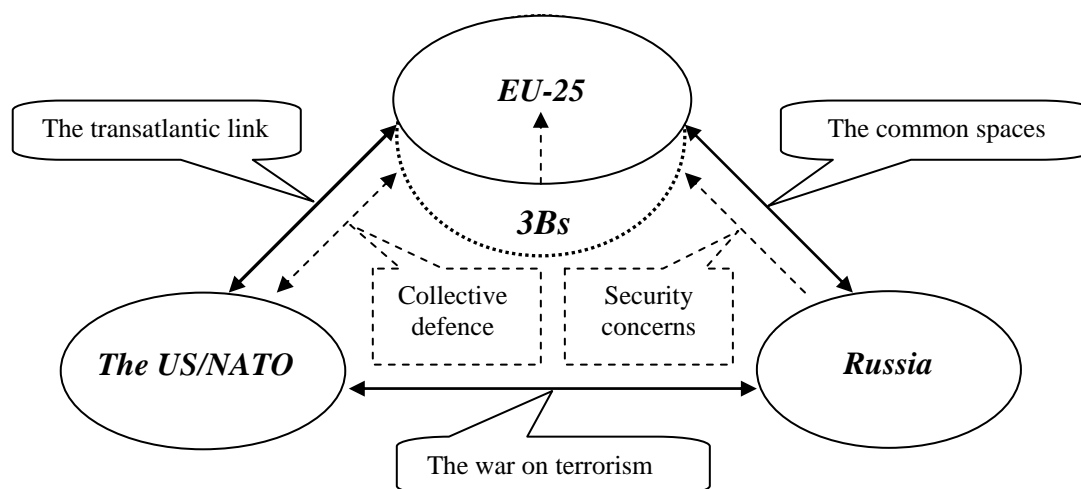 EU-25
The transatlantic link
The common spaces
3Bs
Collective
defence
Security
concerns
The US/NATO
Russia
The war on terrorism